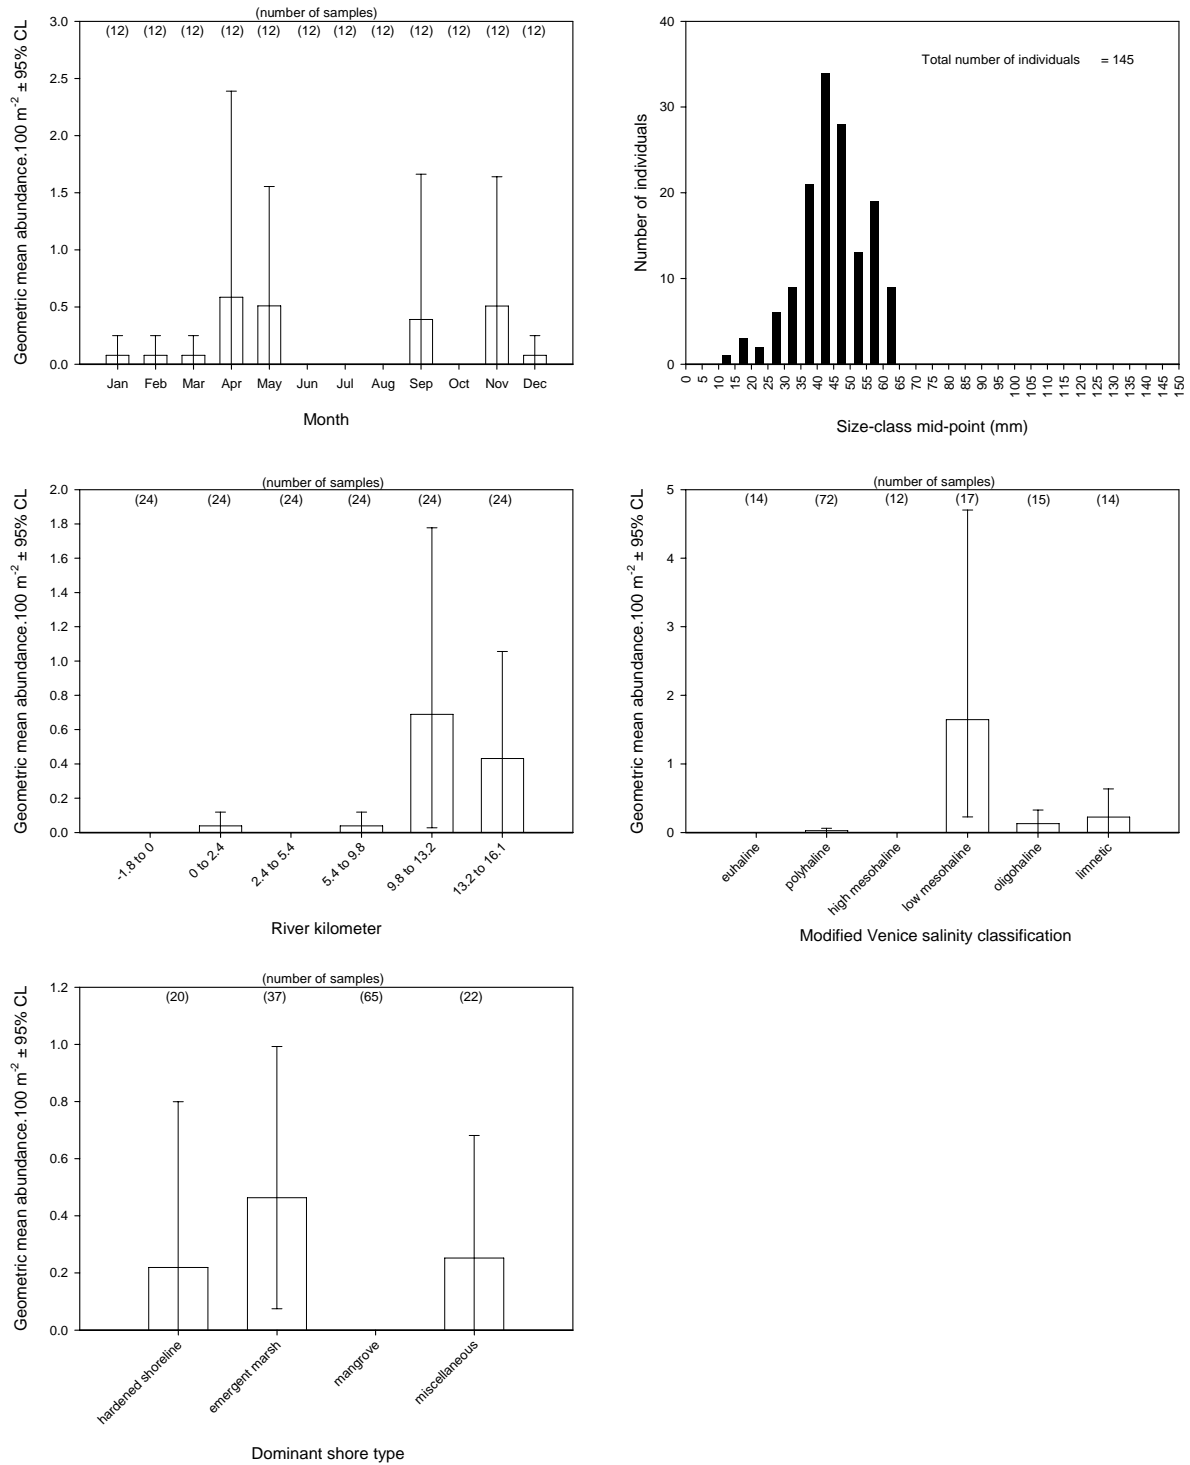 (number of samples)
(12) (12) (12) (12) (12) (12) (12) (12) (12) (12) (12) (12)
Geometric mean abundance.100 m-2 ± 95% CL
3.0
2.5
2.0
1.5
1.0
0.5
0.0
Jan Feb Mar Apr May Jun Jul Aug Sep Oct Nov Dec
Month
Total number of individuals = 145
Number of individuals
40
30
20
10
0
0 5 10 15 20 25 30 35 40 45 50 55 60 65 70 75 80 85 90 95 100 105 110 115 120 125 130 135 140 145 150
Size-class mid-point (mm)
(number of samples)
(24) (24) (24) (24) (24) (24)
Geometric mean abundance.100 m-2 ± 95% CL
2.0
1.8
1.6
1.4
1.2
1.0
0.8
0.6
0.4
0.2
0.0
-1.8 to 0
0 to 2.4
2.4 to 5.4
5.4 to 9.8
9.8 to 13.2
13.2 to 16.1
River kilometer
(number of samples)
(14) (72) (12) (17) (15) (14)
Geometric mean abundance.100 m-2 ± 95% CL
5
4
3
2
1
0
euhaline
polyhaline
high mesohaline
low mesohaline
oligohaline
limnetic
Modified Venice salinity classification
(number of samples)
(20) (37) (65) (22)
Geometric mean abundance.100 m-2 ± 95% CL
1.2
1.0
0.8
0.6
0.4
0.2
0.0
hardened shoreline
emergent marsh
mangrove
miscellaneous
Dominant shore type